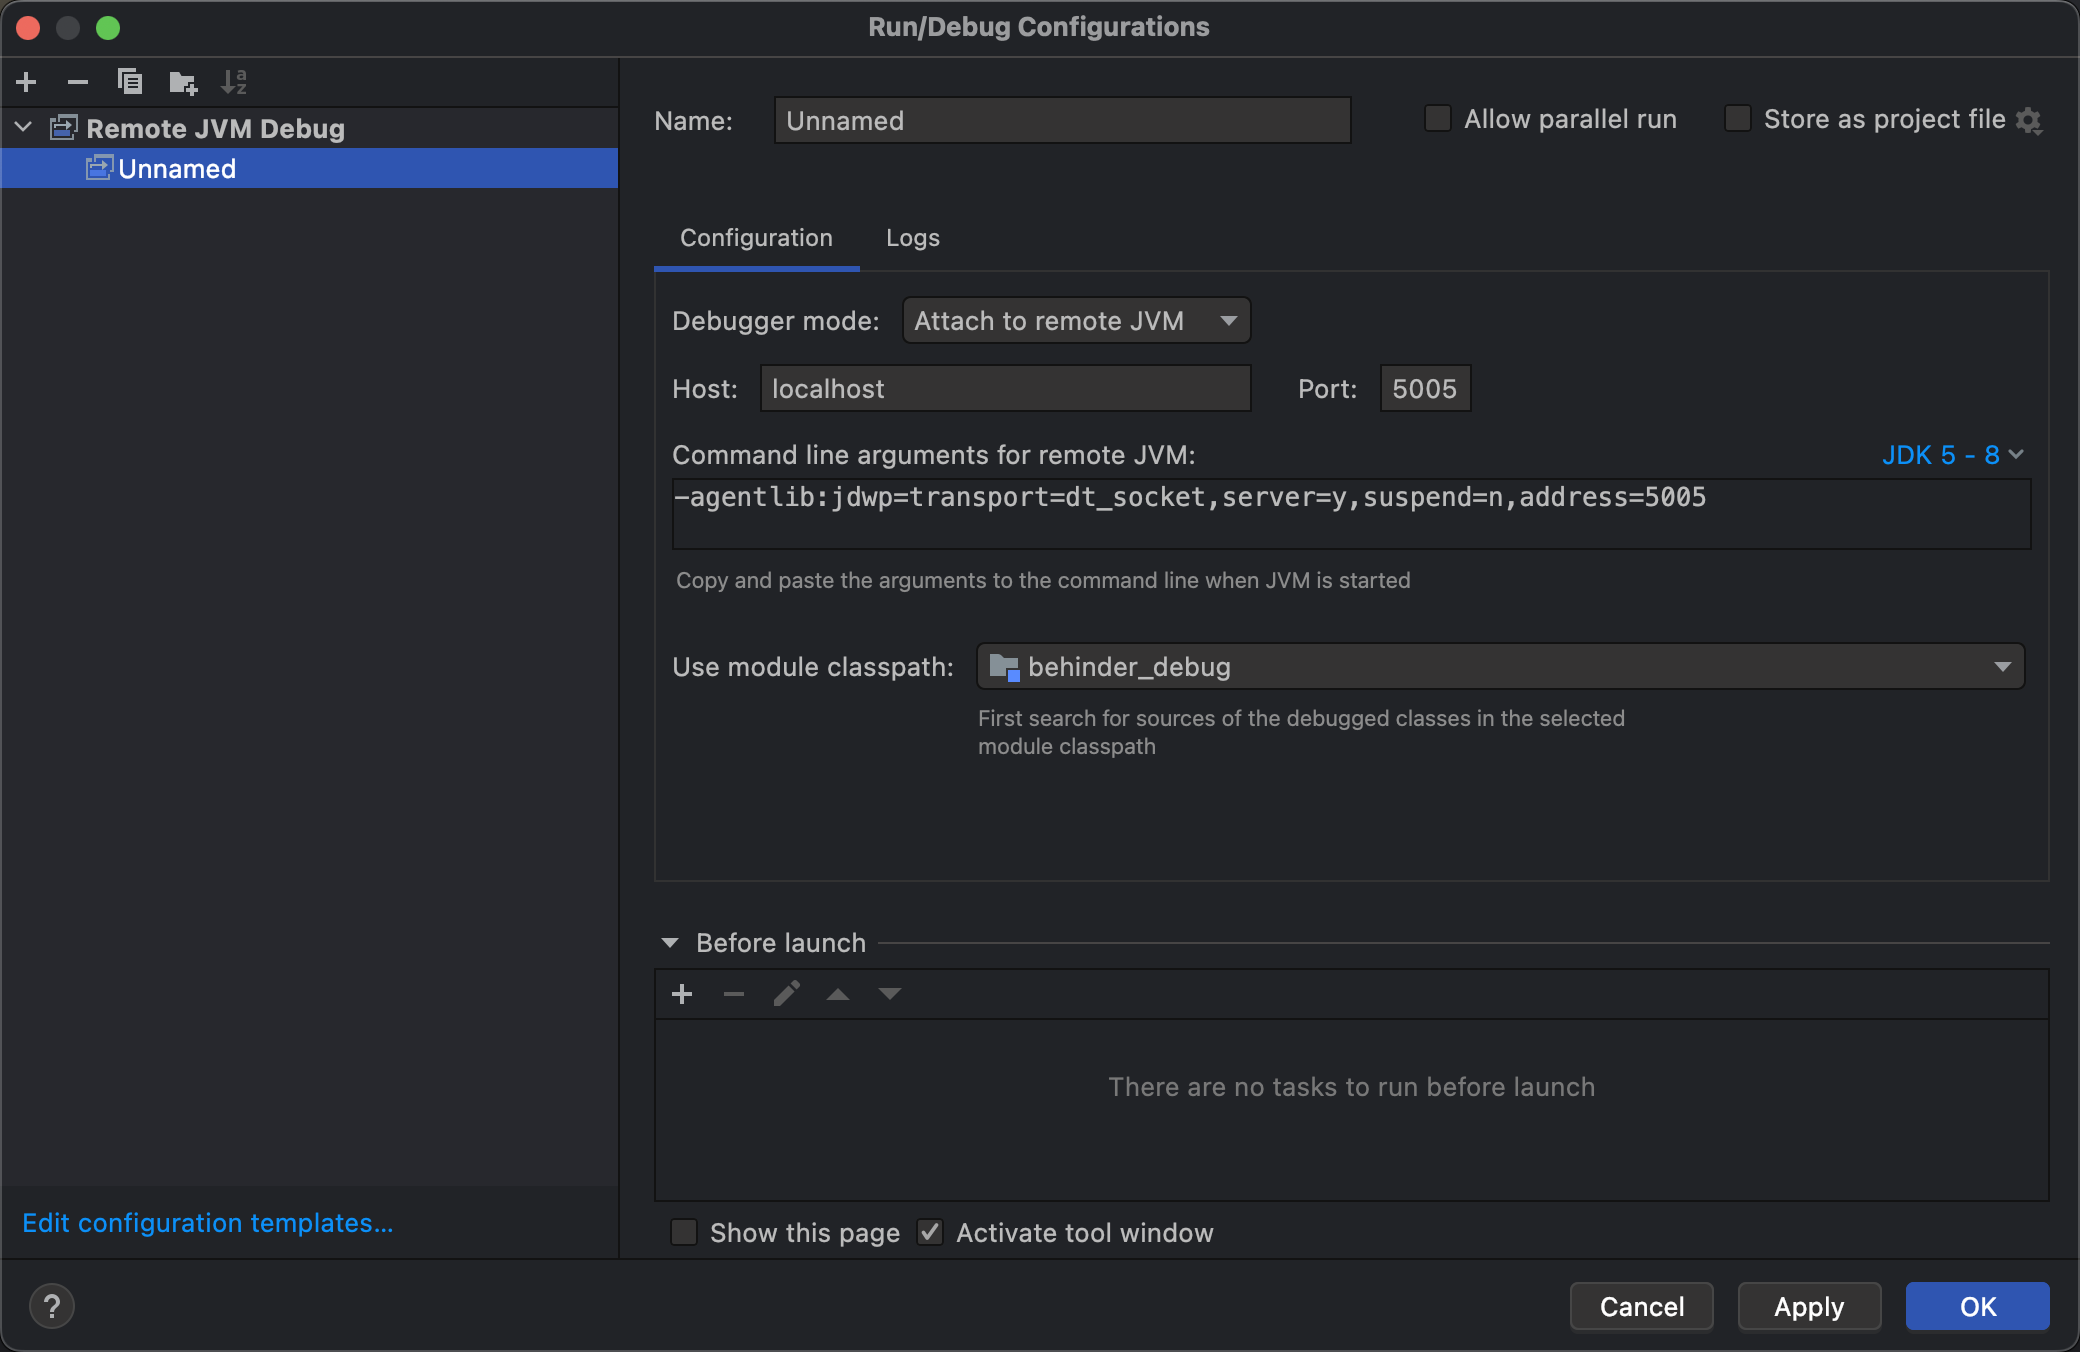 Run/Debug Configurations
Remote JVM Debug
Unnamed
Edit configuration templates...
Name: Unnamed Allow parallel run Store as project file
Configuration Logs
Debugger mode: Attach to remote JVM
Host: localhost Port: 5005
Command line arguments for remote JVM: JDK 5 - 8
-agentlib:jdwp=transport=dt_socket,server=y,suspend=n,address=5005
Copy and paste the arguments to the command line when JVM is started
Use module classpath: behinder_debug
First search for sources of the debugged classes in the selected
module classpath
Before launch
There are no tasks to run before launch
Show this page Activate tool window
? Cancel Apply OK